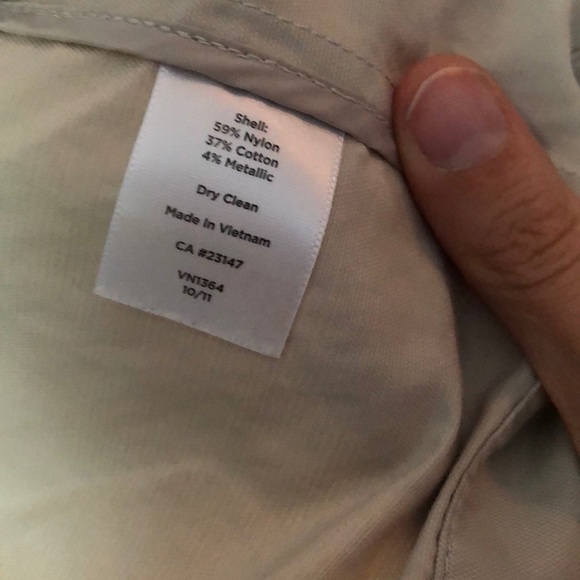 Shell:
59% Nylon
37% Cotton
4% Metallic
Dry Clean
Made in Vietnam
CA #23147
VN1364
10/11